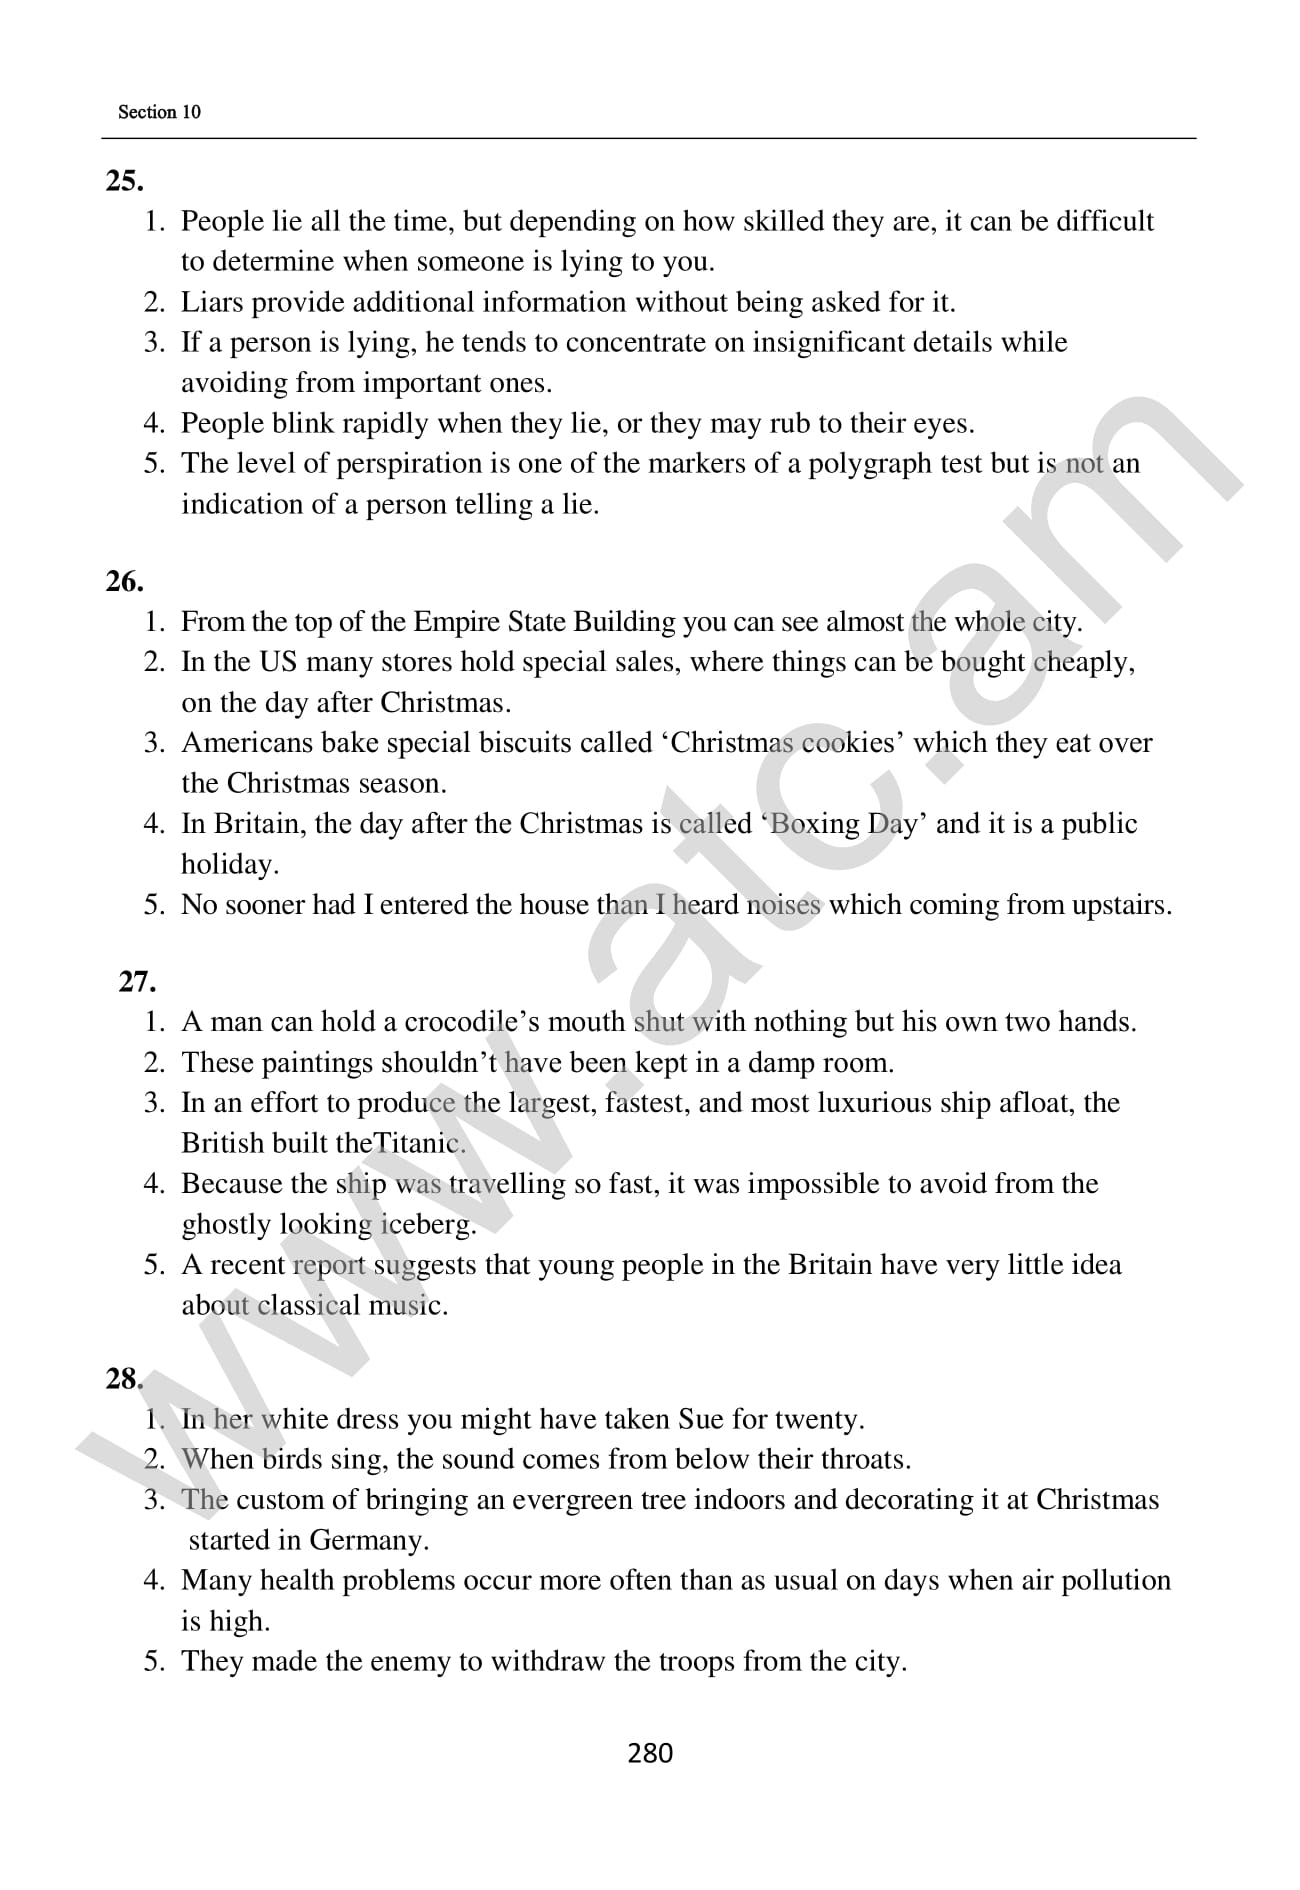 Section 10
25.
1. People lie all the time, but depending on how skilled they are, it can be difficult
to determine when someone is lying to you.
2. Liars provide additional information without being asked for it.
3. If a person is lying, he tends to concentrate on insignificant details while
avoiding from important ones.
4. People blink rapidly when they lie, or they may rub to their eyes.
5. The level of perspiration is one of the markers of a polygraph test but is not an
indication of a person telling a lie.
26.
1. From the top of the Empire State Building you can see almost the whole city.
2. In the US many stores hold special sales, where things can be bought cheaply,
on the day after Christmas.
3. Americans bake special biscuits called ‘Christmas cookies’ which they eat over
the Christmas season.
4. In Britain, the day after the Christmas is called ‘Boxing Day’ and it is a public
holiday.
5. No sooner had I entered the house than I heard noises which coming from upstairs.
27.
1. A man can hold a crocodile’s mouth shut with nothing but his own two hands.
2. These paintings shouldn’t have been kept in a damp room.
3. In an effort to produce the largest, fastest, and most luxurious ship afloat, the
British built theTitanic.
4. Because the ship was travelling so fast, it was impossible to avoid from the
ghostly looking iceberg.
5. A recent report suggests that young people in the Britain have very little idea
about classical music.
28.
1. In her white dress you might have taken Sue for twenty.
2. When birds sing, the sound comes from below their throats.
3. The custom of bringing an evergreen tree indoors and decorating it at Christmas
started in Germany.
4. Many health problems occur more often than as usual on days when air pollution
is high.
5. They made the enemy to withdraw the troops from the city.
280
www.atc.am